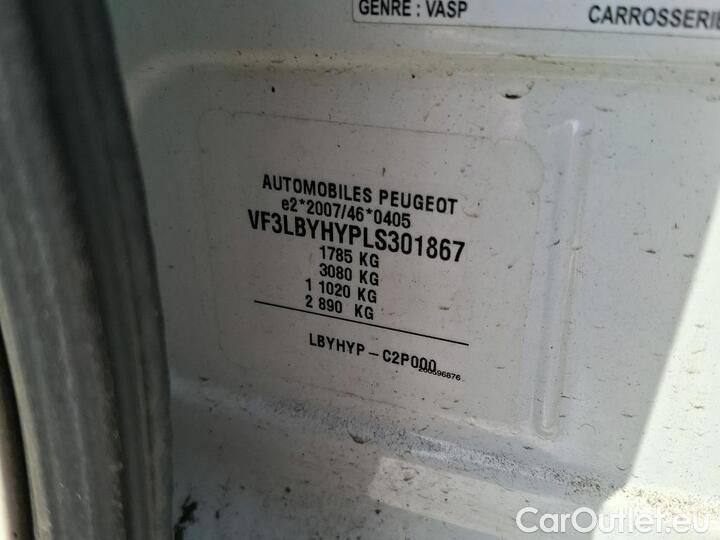 GENRE : VASP CARROSSERIE
AUTOMOBILES PEUGEOT
e2*2007/46*0405
VF3LBYHYPLS301867
1785 KG
3080 KG
1 1020 KG
2 890 KG
LBYHYP - C2P000
200596876
CarOutlet.eu